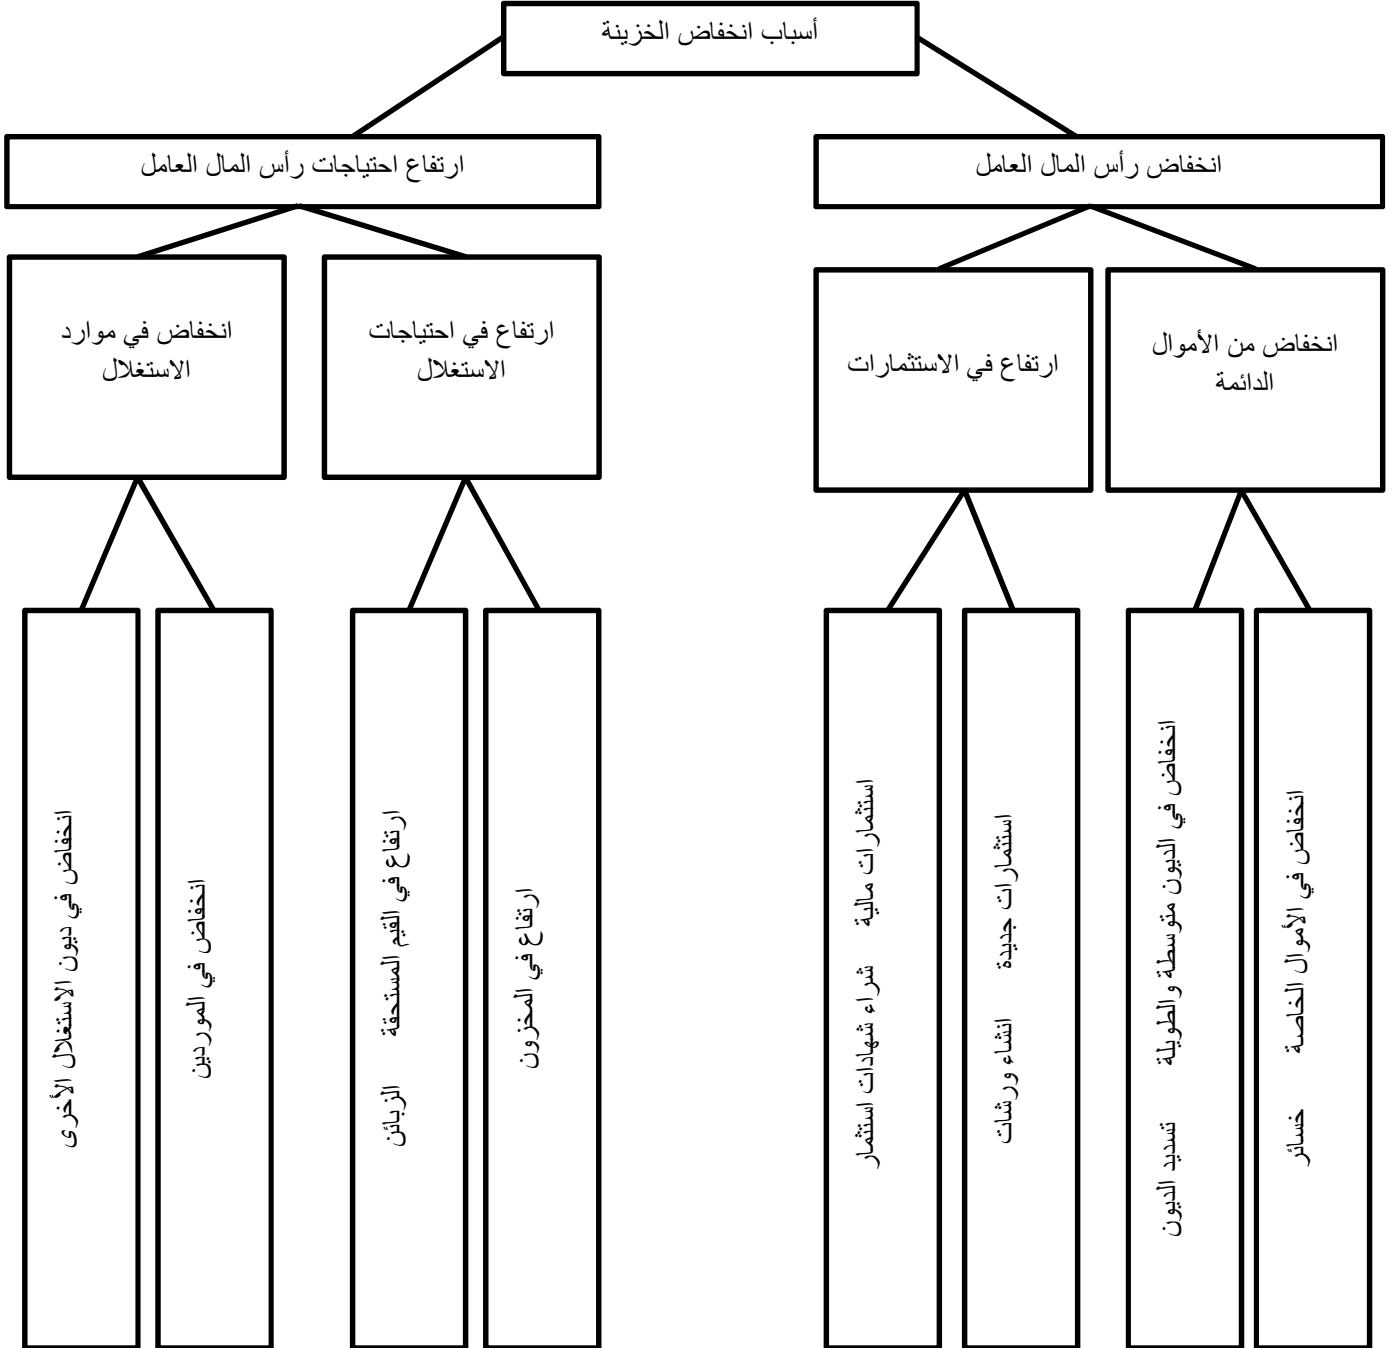 أسباب انخفاض الخزينة
انخفاض رأس المال العامل
ارتفاع احتياجات رأس المال العامل
انخفاض من الأموال
الدائمة
ارتفاع في الاستثمارات
ارتفاع في احتياجات
الاستغلال
انخفاض في موارد
الاستغلال
انخفاض في الأموال الخاصة خسائر
انخفاض في الديون متوسطة والطويلة تسديد الديون
استثمارات جديدة انشاء ورشات
استثمارات مالية شراء شهادات استثمار
ارتفاع في المخزون
ارتفاع في القيم المستحقة الزبائن
انخفاض في الموردين
انخفاض في ديون الاستغلال الأخرى